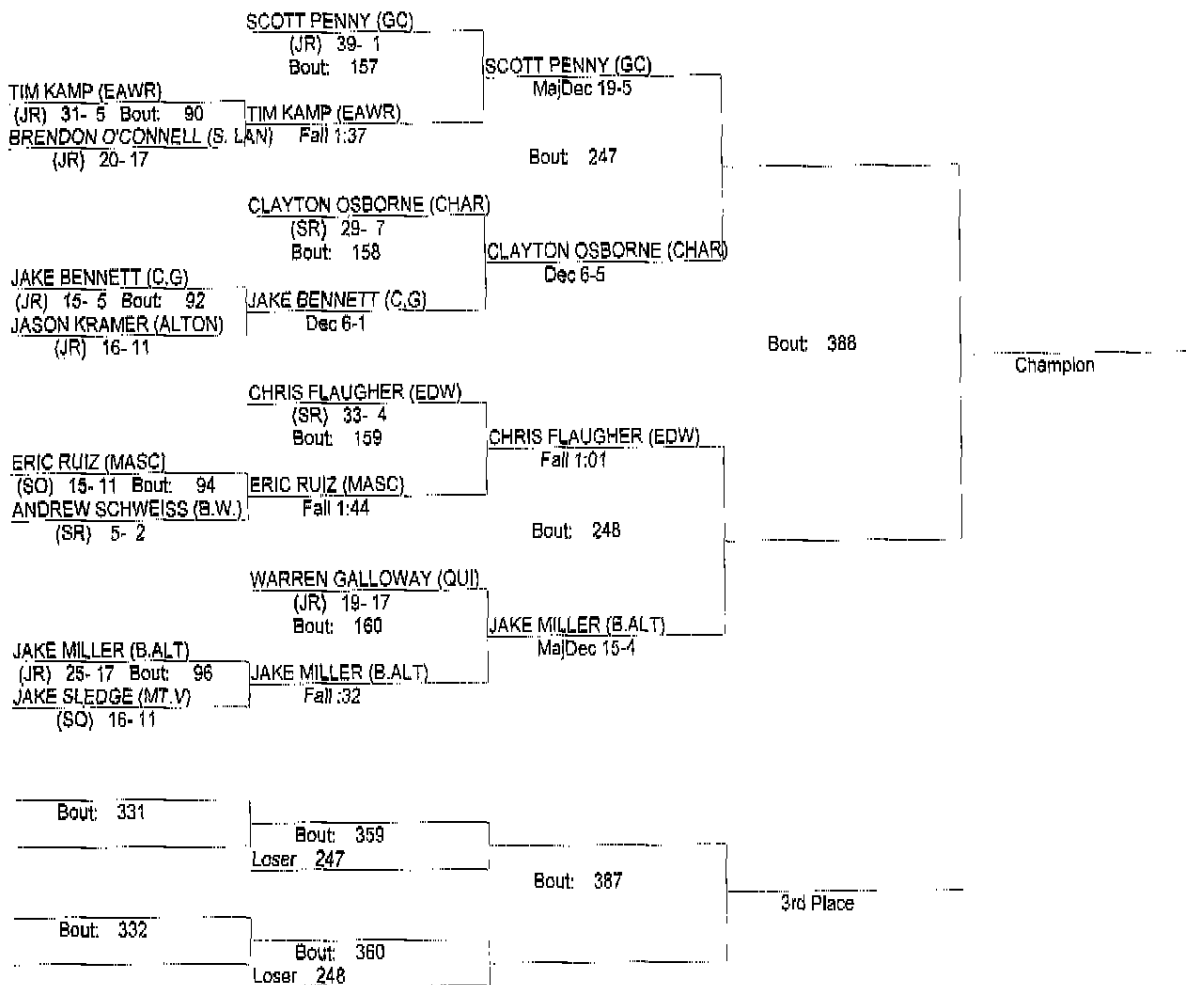 SCOTT PENNY (GC)
(JR) 39- 1
Bout: 157
SCOTT PENNY (GC)
MajDec 19-5
TIM KAMP (EAWR)
(JR) 31- 5 Bout: 90
TIM KAMP (EAWR)
BRENDON O'CONNELL (S. LAN)
Fall 1:37
(JR) 20- 17
Bout: 247
CLAYTON OSBORNE (CHAR)
(SR) 29- 7
Bout: 158
CLAYTON OSBORNE (CHAR)
Dec 6-5
JAKE BENNETT (C,G)
(JR) 15- 5 Bout: 92
JAKE BENNETT (C,G)
JASON KRAMER (ALTON)
Dec 6-1
(JR) 16- 11
Bout: 388
Champion
CHRIS FLAUGHER (EDW)
(SR) 33- 4
Bout: 159
CHRIS FLAUGHER (EDW)
Fall 1:01
ERIC RUIZ (MASC)
(SO) 15- 11 Bout: 94
ERIC RUIZ (MASC)
ANDREW SCHWEISS (B.W.)
Fall 1:44
(SR) 5- 2
Bout: 248
WARREN GALLOWAY (QUI)
(JR) 19- 17
Bout: 160
JAKE MILLER (B.ALT)
MajDec 15-4
JAKE MILLER (B.ALT)
(JR) 25- 17 Bout: 96
JAKE MILLER (B.ALT)
JAKE SLEDGE (MT.V)
Fall :32
(SO) 16- 11
Bout: 331
Bout: 359
Loser 247
Bout: 387
3rd Place
Bout: 332
Bout: 360
Loser 248